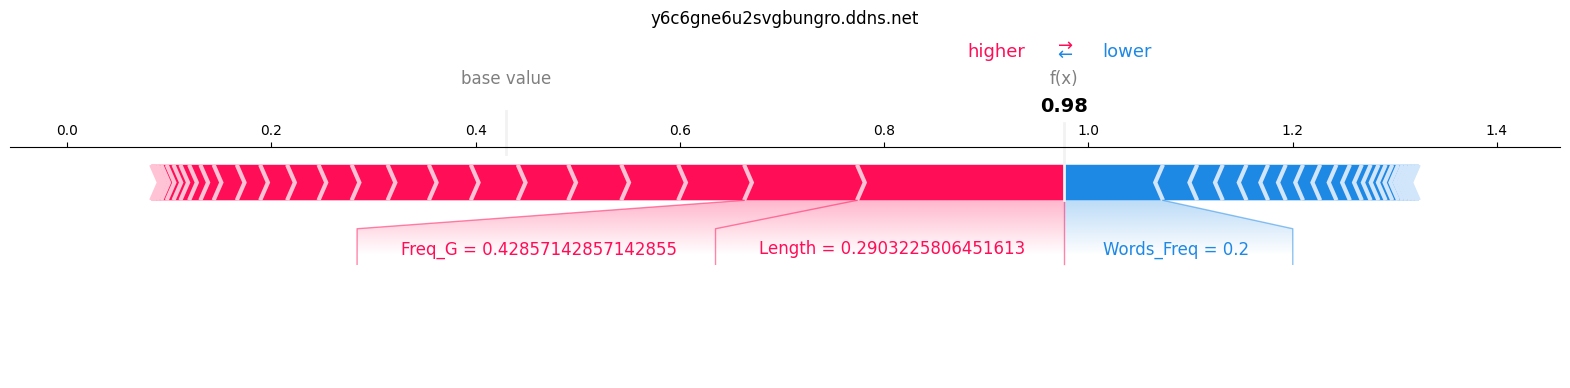 y6c6gne6u2svgbungro.ddns.net
higher ⇄ lower
base value f(x)
0.98
0.0 0.2 0.4 0.6 0.8 1.0 1.2 1.4
Freq_G = 0.42857142857142855 Length = 0.2903225806451613 Words_Freq = 0.2